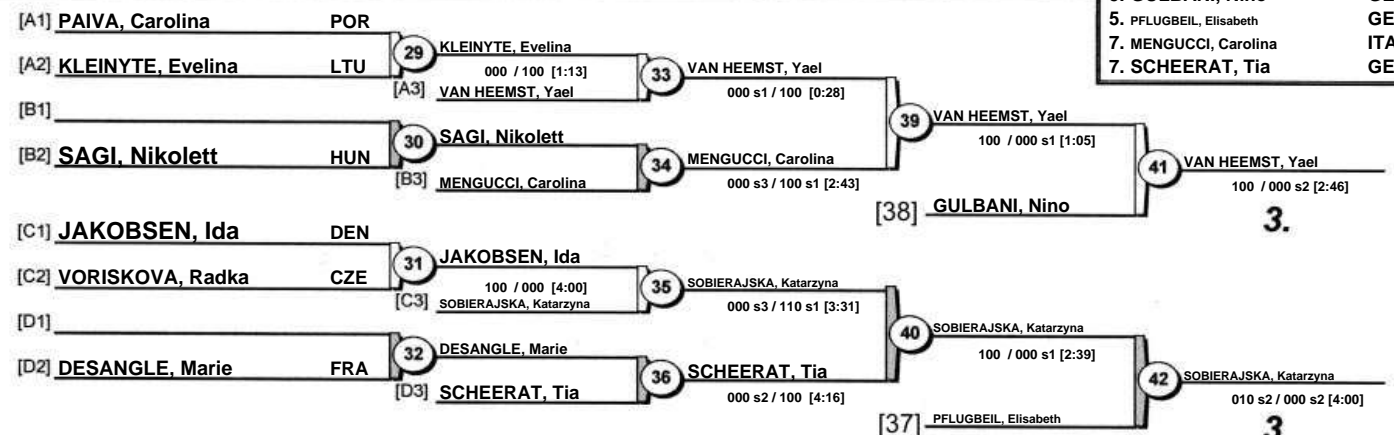 5. PFLUGBEIL, Elisabeth GE
7. MENGUCCI, Carolina ITA
7. SCHEERAT, Tia GE
[A1] PAIVA, Carolina POR
[A2] KLEINYTE, Evelina LTU
29 KLEINYTE, Evelina
000 / 100 [1:13]
[A3] VAN HEEMST, Yael
33 VAN HEEMST, Yael
000 s1 / 100 [0:28]
[B1]
[B2] SAGI, Nikolett HUN
30 SAGI, Nikolett
[B3] MENGUCCI, Carolina
34 MENGUCCI, Carolina
000 s3 / 100 s1 [2:43]
39 VAN HEEMST, Yael
100 / 000 s1 [1:05]
[38] GULBANI, Nino
41 VAN HEEMST, Yael
100 / 000 s2 [2:46]
3.
[C1] JAKOBSEN, Ida DEN
[C2] VORISKOVA, Radka CZE
31 JAKOBSEN, Ida
100 / 000 [4:00]
[C3] SOBIERAJSKA, Katarzyna
35 SOBIERAJSKA, Katarzyna
000 s3 / 110 s1 [3:31]
[D1]
[D2] DESANGLE, Marie FRA
32 DESANGLE, Marie
[D3] SCHEERAT, Tia
36 SCHEERAT, Tia
000 s2 / 100 [4:16]
40 SOBIERAJSKA, Katarzyna
100 / 000 s1 [2:39]
[37] PFLUGBEIL, Elisabeth
42 SOBIERAJSKA, Katarzyna
010 s2 / 000 s2 [4:00]
3